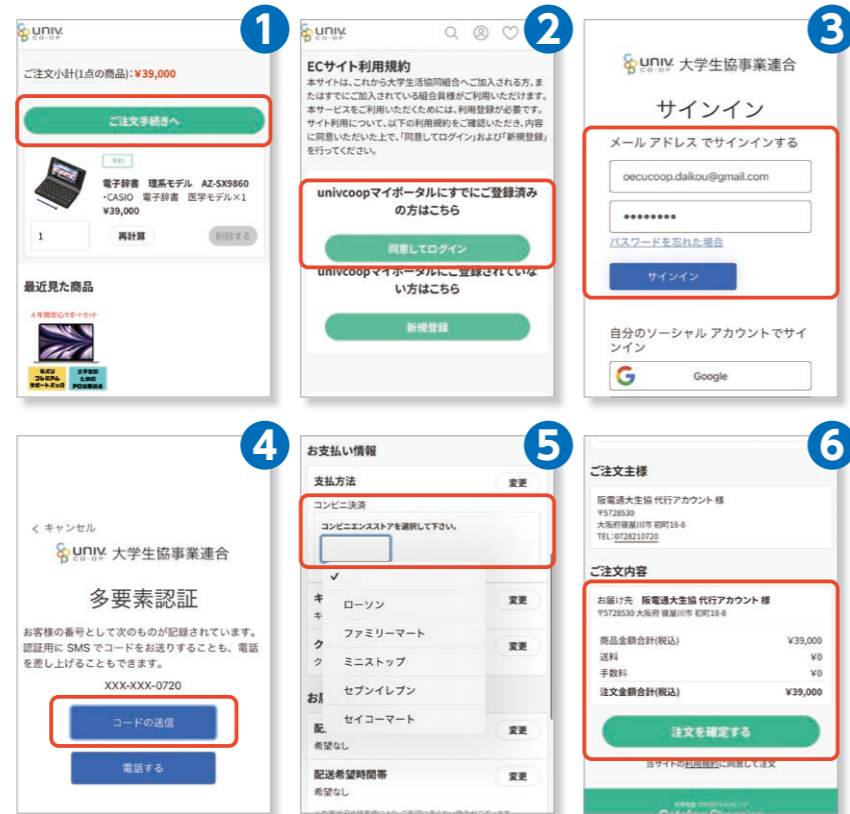 1
UNIV.
CO-OP
ご注文小計(1点の商品):¥39,000
ご注文手続きへ
予約
電子辞書 理系モデル AZ-SX9860
・CASIO 電子辞書 医学モデル×1
¥39,000
1
再計算
削除する
最近見た商品
4年間安心サポートセット
2
UNIV.
CO-OP
ECサイト利用規約
本サイトは、これから大学生活協同組合へご加入される方、ま
たはすでにご加入されている組合員様がご利用いただけます。
本サービスをご利用いただくためには、利用登録が必要です。
サイト利用について、以下の利用規約をご確認いただき、内容
に同意いただいた上で、「同意してログイン」および「新規登録」
を行ってください。
univcoopマイポータルにすでにご登録済み
の方はこちら
同意してログイン
univcoopマイポータルにご登録されていな
い方はこちら
新規登録
3
UNIV.
CO-OP
大学生協事業連合
サインイン
メール アドレス でサインインする
oecucoop.daikou@gmail.com
••••••••
パスワードを忘れた場合
サインイン
自分のソーシャル アカウントでサイ
ンイン
Google
4
< キャンセル
UNIV.
CO-OP
大学生協事業連合
多要素認証
お客様の番号として次のものが記録されています。
認証用に SMS でコードをお送りすることも、電話
を差し上げることもできます。
XXX-XXX-0720
コードの送信
電話する
5
お支払い情報
支払方法
変更
コンビニ決済
コンビニエンスストアを選択して下さい。
✓
ローソン
ファミリーマート
ミニストップ
セブンイレブン
セイコーマート
キ
変更
キ
ク
変更
ク
お
配
変更
希望なし
配送希望時間帯
変更
希望なし
6
ご注文主様
阪電通大生協 代行アカウント 様
〒5728530
大阪府寝屋川市 初町18-8
TEL:0728210720
ご注文内容
お届け先 阪電通大生協 代行アカウント 様
〒5728530 大阪府 寝屋川市 初町18-8
商品金額合計(税込) ¥39,000
送料 ¥0
手数料 ¥0
注文金額合計(税込) ¥39,000
注文を確定する
当サイトの利用規約に同意して注文